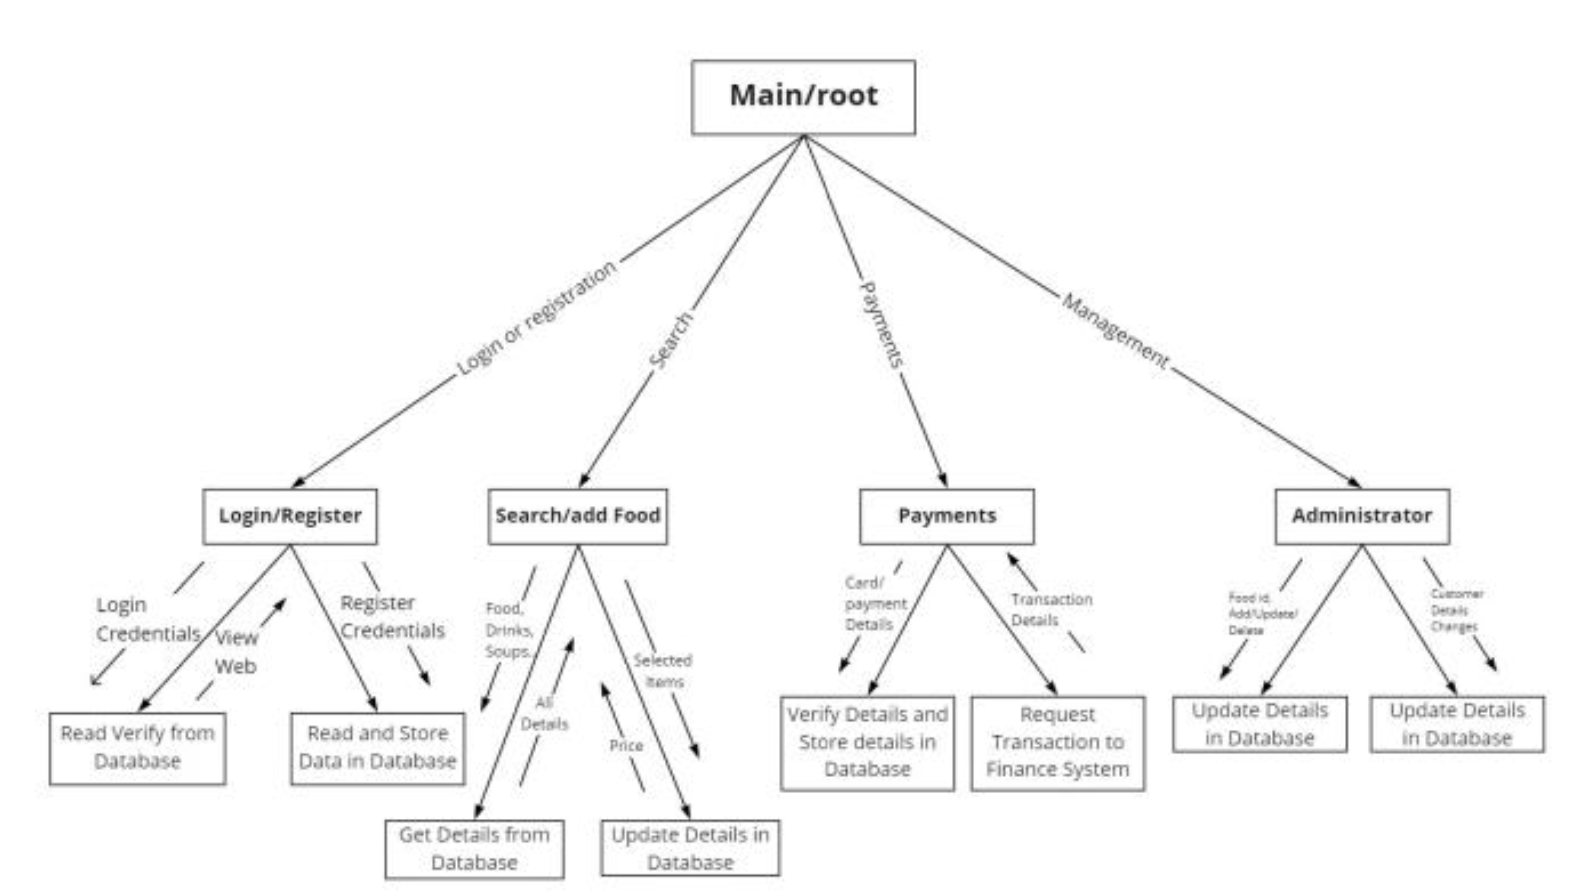 Main/root
Login or registration
Search
Payments
Management
Login/Register
Search/add Food
Payments
Administrator
Login
Credentials
View
Web
Register
Credentials
Food,
Drinks,
Soups..
All
Details
Selected
Items
Price
Card/
payment
Details
Transaction
Details
Food id,
Add/Update/
Delete
Customer
Details
Changes
Read Verify from
Database
Read and Store
Data in Database
Get Details from
Database
Update Details in
Database
Verify Details and
Store details in
Database
Request
Transaction to
Finance System
Update Details
in Database
Update Details
in Database